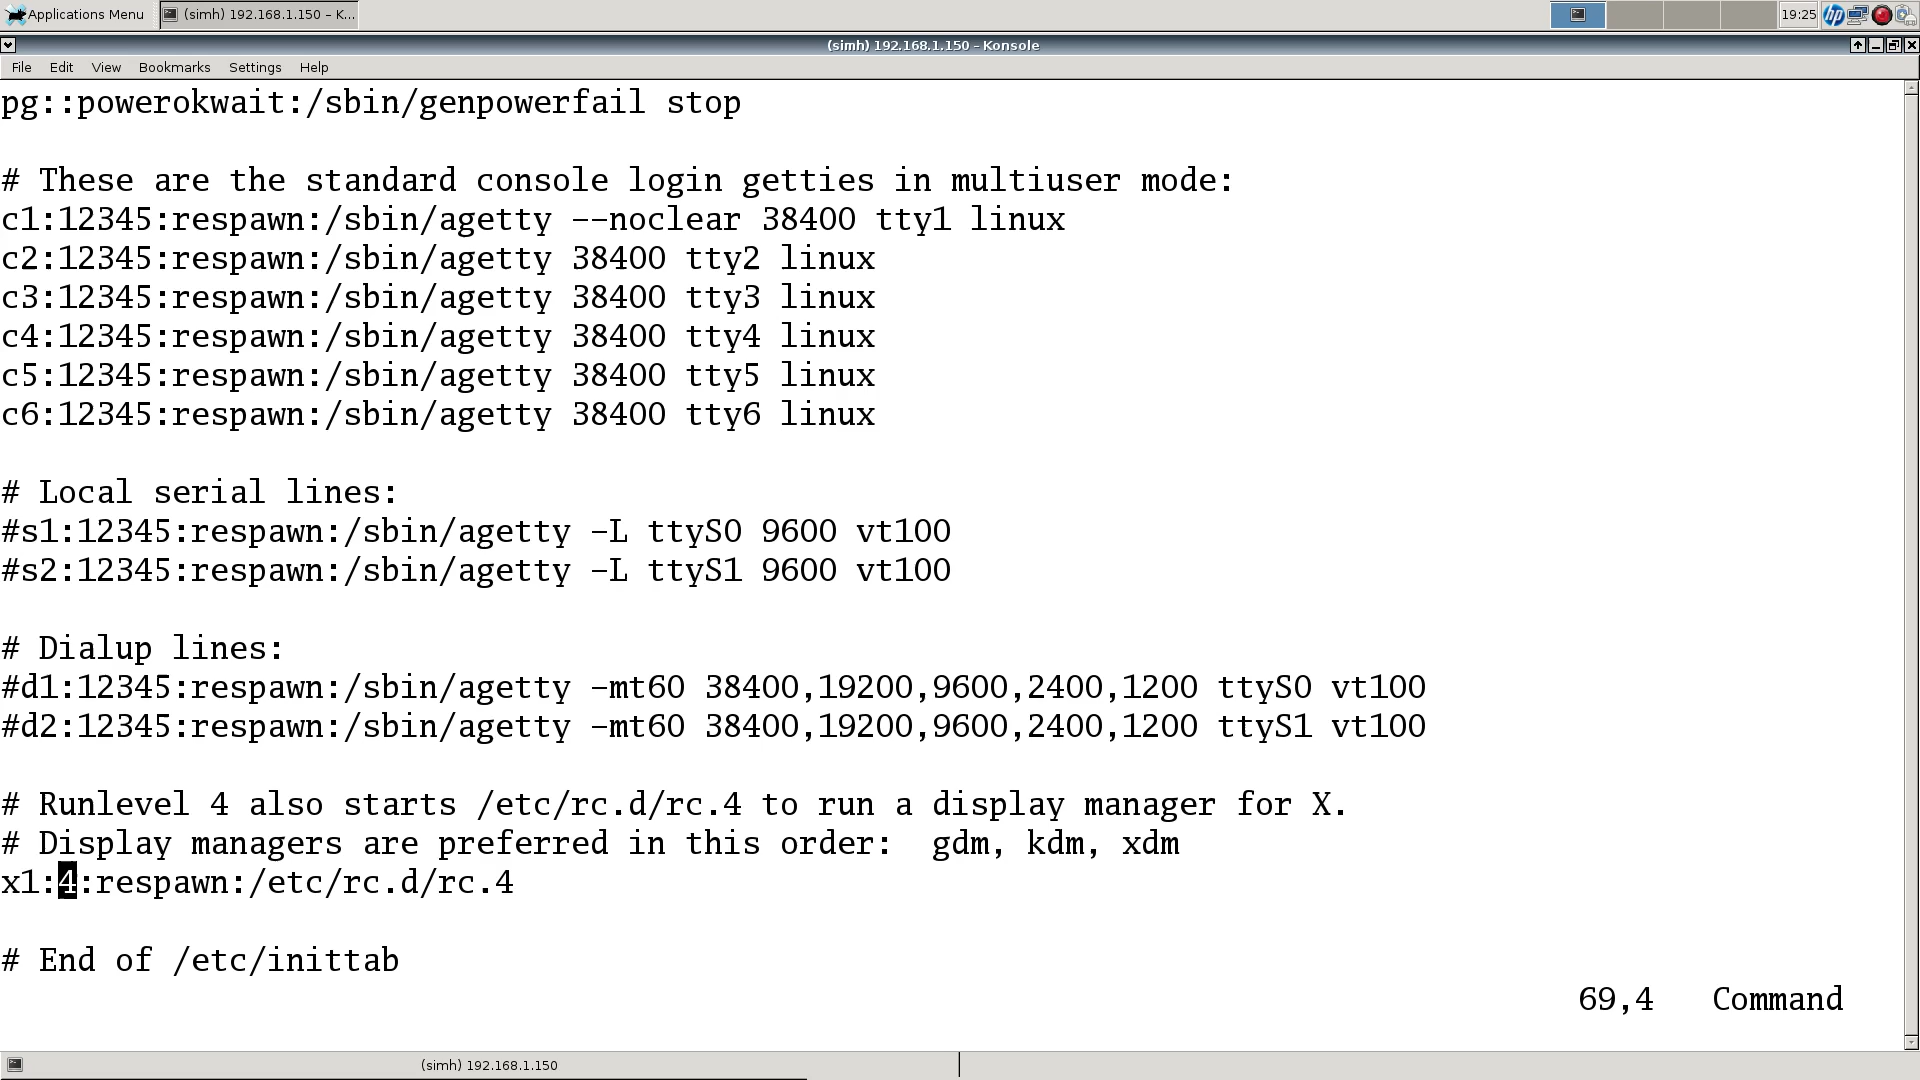 Applications Menu (simh) 192.168.1.150 – K... 19:25 hp
(simh) 192.168.1.150 – Konsole
File Edit View Bookmarks Settings Help
pg::powerokwait:/sbin/genpowerfail stop
# These are the standard console login getties in multiuser mode:
c1:12345:respawn:/sbin/agetty --noclear 38400 tty1 linux
c2:12345:respawn:/sbin/agetty 38400 tty2 linux
c3:12345:respawn:/sbin/agetty 38400 tty3 linux
c4:12345:respawn:/sbin/agetty 38400 tty4 linux
c5:12345:respawn:/sbin/agetty 38400 tty5 linux
c6:12345:respawn:/sbin/agetty 38400 tty6 linux
# Local serial lines:
#s1:12345:respawn:/sbin/agetty -L ttyS0 9600 vt100
#s2:12345:respawn:/sbin/agetty -L ttyS1 9600 vt100
# Dialup lines:
#d1:12345:respawn:/sbin/agetty -mt60 38400,19200,9600,2400,1200 ttyS0 vt100
#d2:12345:respawn:/sbin/agetty -mt60 38400,19200,9600,2400,1200 ttyS1 vt100
# Runlevel 4 also starts /etc/rc.d/rc.4 to run a display manager for X.
# Display managers are preferred in this order:  gdm, kdm, xdm
x1:4:respawn:/etc/rc.d/rc.4
# End of /etc/inittab
69,4 Command
(simh) 192.168.1.150